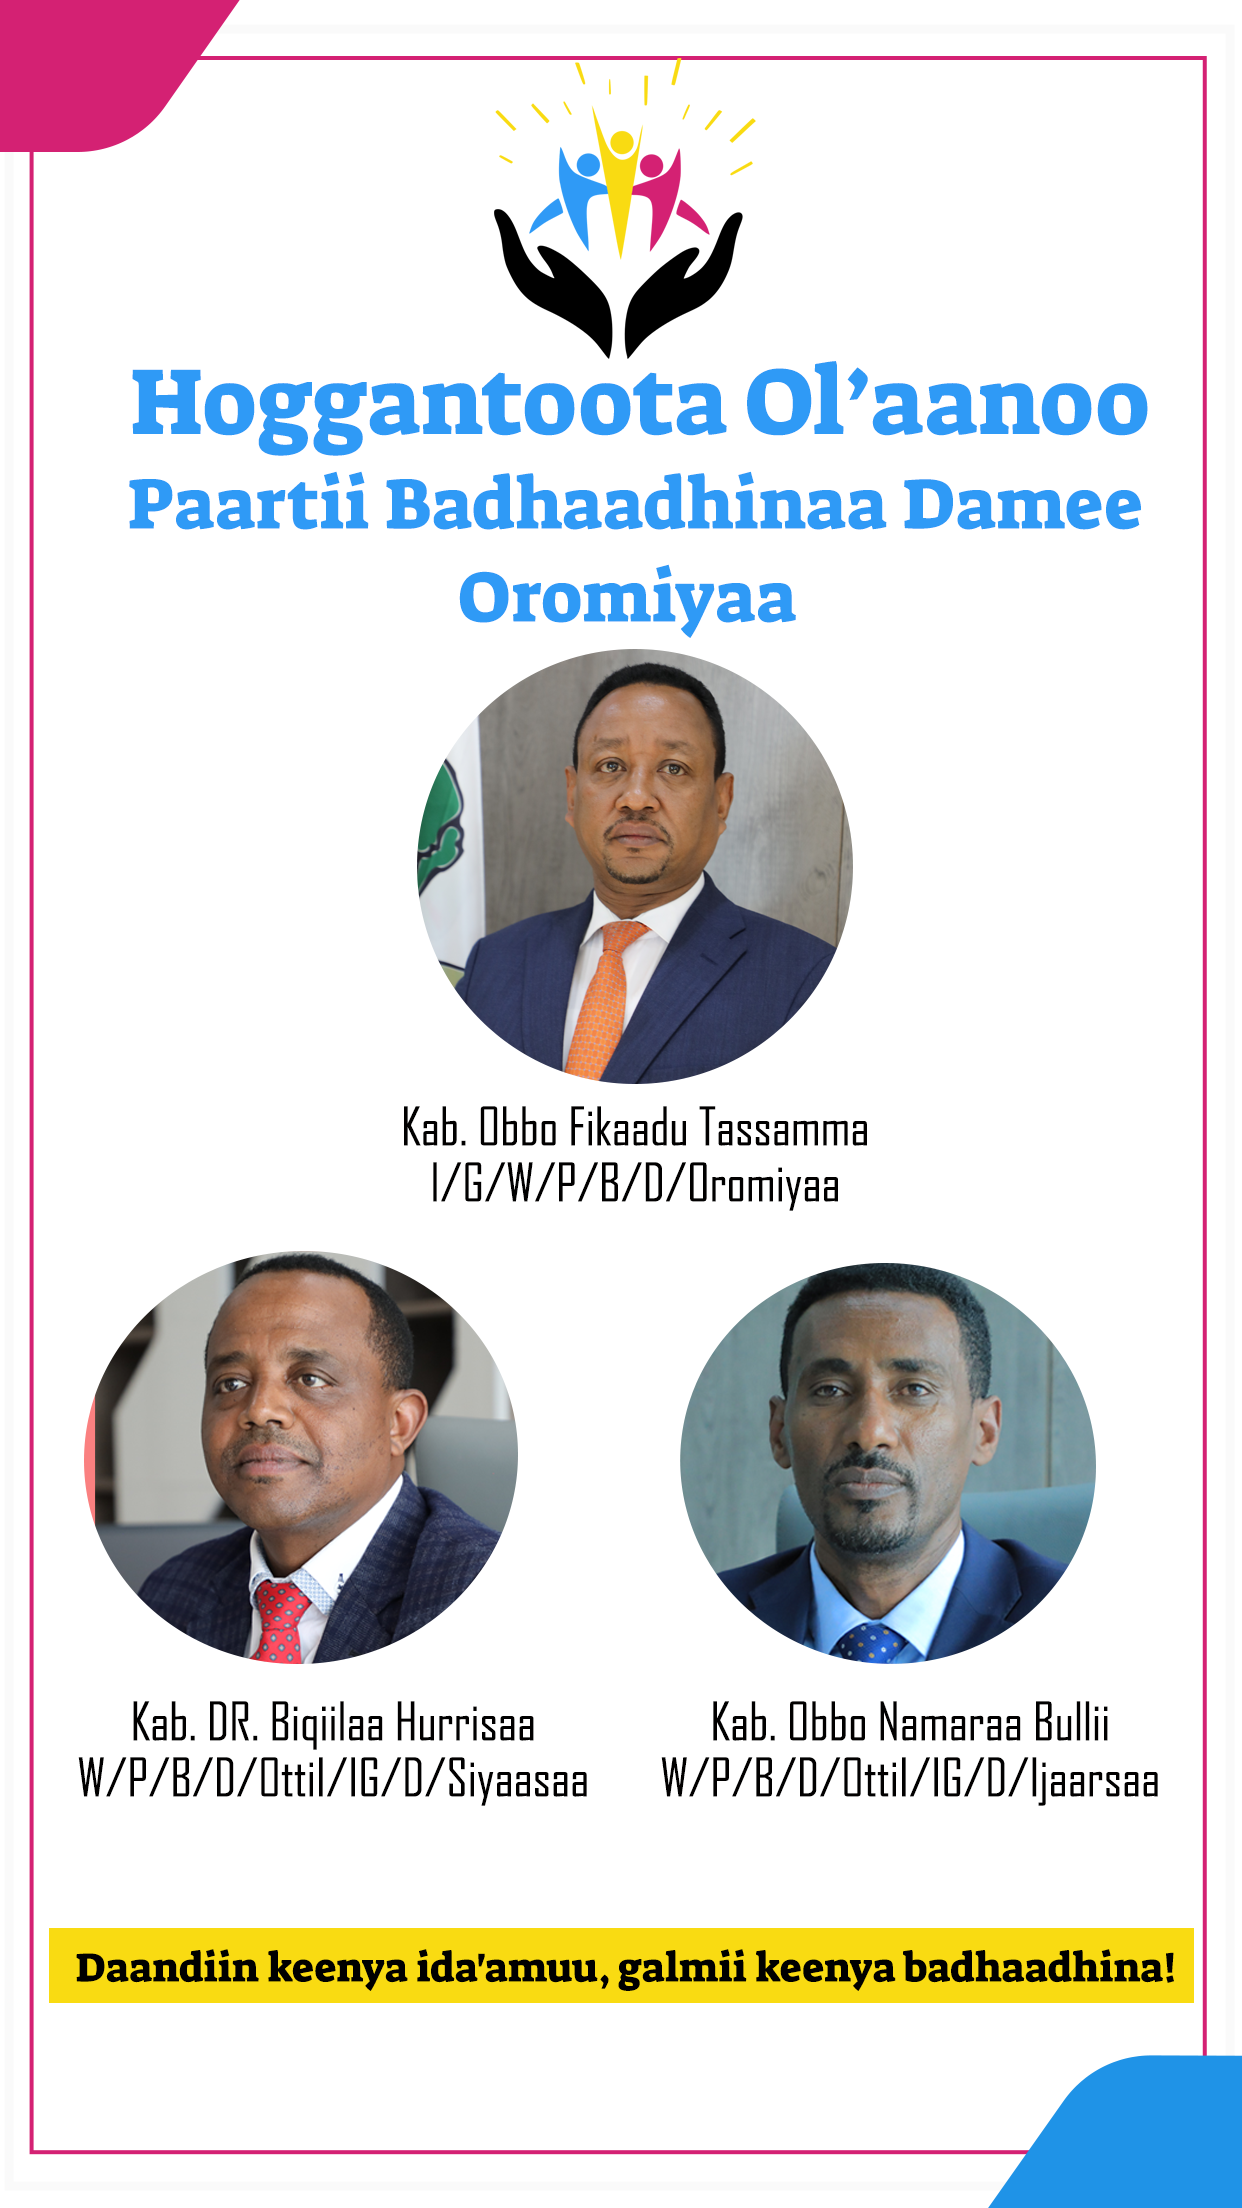 Hoggantoota Ol’aanoo
Paartii Badhaadhinaa Damee
Oromiyaa
Kab. Obbo Fikaadu Tassamma
I/G/W/P/B/D/Oromiyaa
Kab. DR. Biqiilaa Hurrisaa
W/P/B/D/Ottil/IG/D/Siyaasaa
Kab. Obbo Namaraa Bullii
W/P/B/D/Ottil/IG/D/Ijaarsaa
Daandiin keenya ida'amuu, galmii keenya badhaadhina!